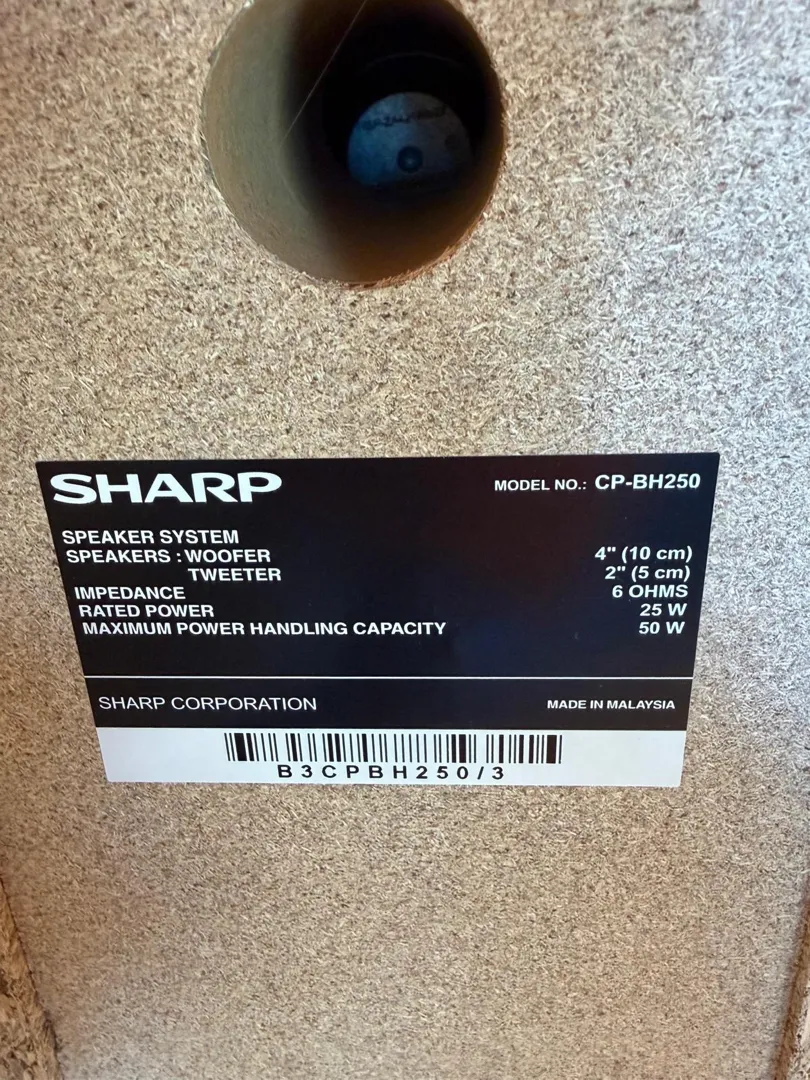 SHARP MODEL NO.: CP-BH250
SPEAKER SYSTEM
SPEAKERS : WOOFER 4" (10 cm)
TWEETER 2" (5 cm)
IMPEDANCE 6 OHMS
RATED POWER 25 W
MAXIMUM POWER HANDLING CAPACITY 50 W
SHARP CORPORATION MADE IN MALAYSIA
B3CPBH250/3